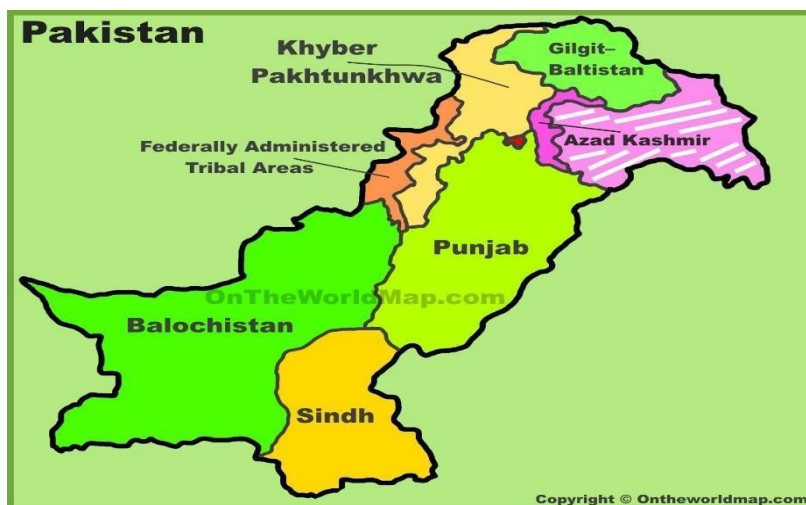 Pakistan
Khyber
Pakhtunkhwa
Gilgit–
Baltistan
Federally Administered
Tribal Areas
Azad Kashmir
Punjab
OnTheWorldMap.com
Balochistan
Sindh
Copyright © Ontheworldmap.com